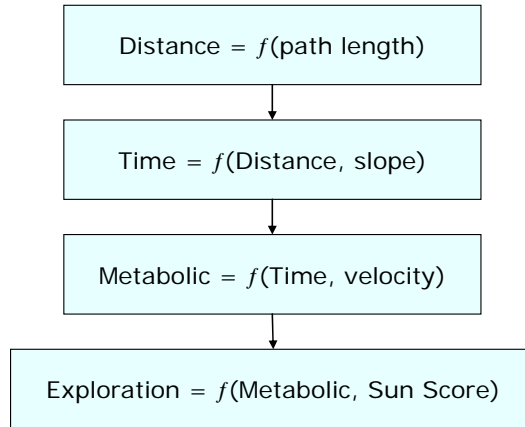 Distance = f(path length)
Time = f(Distance, slope)
Metabolic = f(Time, velocity)
Exploration = f(Metabolic, Sun Score)